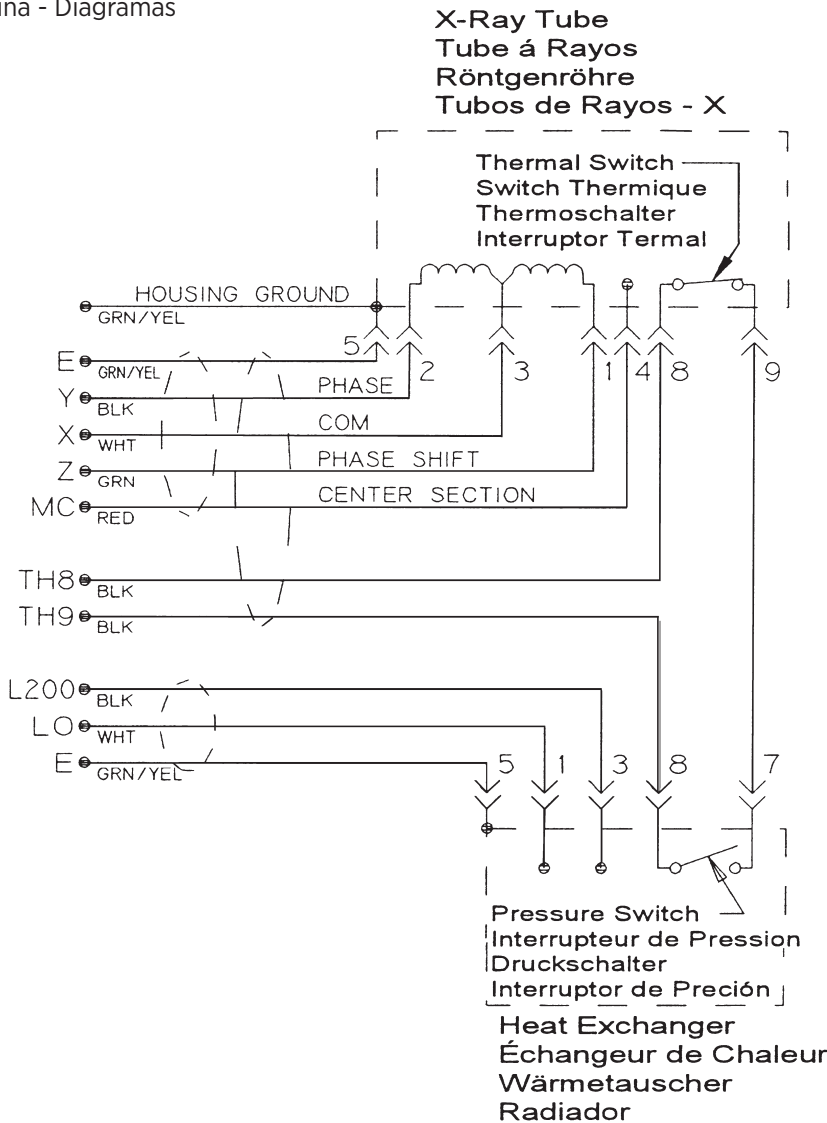 ina - Diagramas
X-Ray Tube
Tube á Rayos
Röntgenröhre
Tubos de Rayos - X
Thermal Switch
Switch Thermique
Thermoschalter
Interruptor Termal
HOUSING GROUND
GRN/YEL
5
2
3
1
4
8
9
E
GRN/YEL
Y
BLK
PHASE
X
WHT
COM
Z
GRN
PHASE SHIFT
MC
RED
CENTER SECTION
TH8
BLK
TH9
BLK
L200
BLK
LO
WHT
E
GRN/YEL
5
1
3
8
7
Pressure Switch
Interrupteur de Pression
Druckschalter
Interruptor de Preción
Heat Exchanger
Échangeur de Chaleur
Wärmetauscher
Radiador